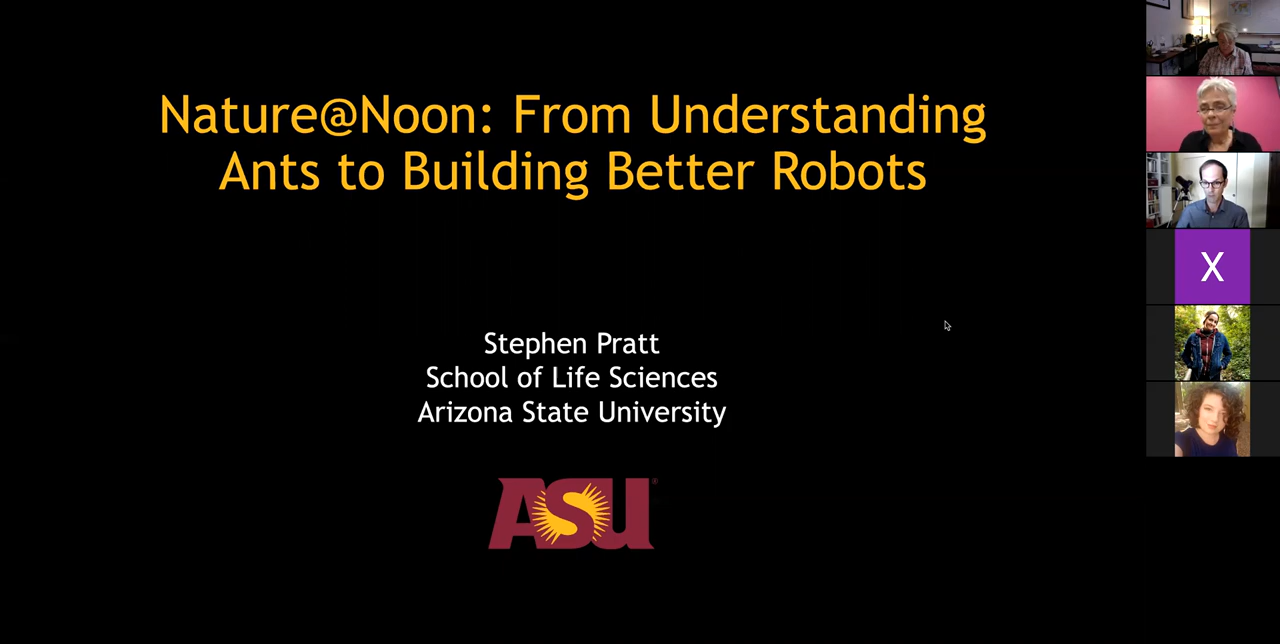 Nature@Noon: From Understanding
Ants to Building Better Robots
Stephen Pratt
School of Life Sciences
Arizona State University
ASU
X